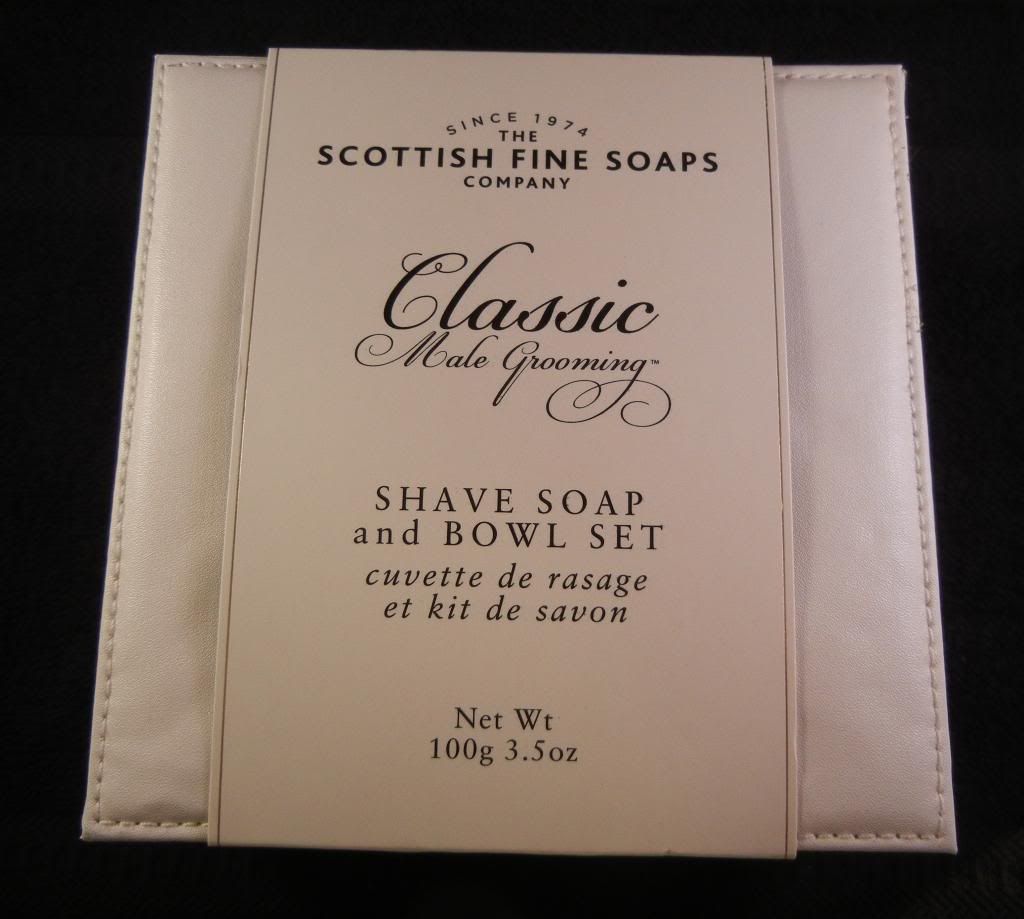 SINCE 1974
THE
SCOTTISH FINE SOAPS
COMPANY
Classic
Male Grooming™
SHAVE SOAP
and BOWL SET
cuvette de rasage
et kit de savon
Net Wt
100g 3.5oz